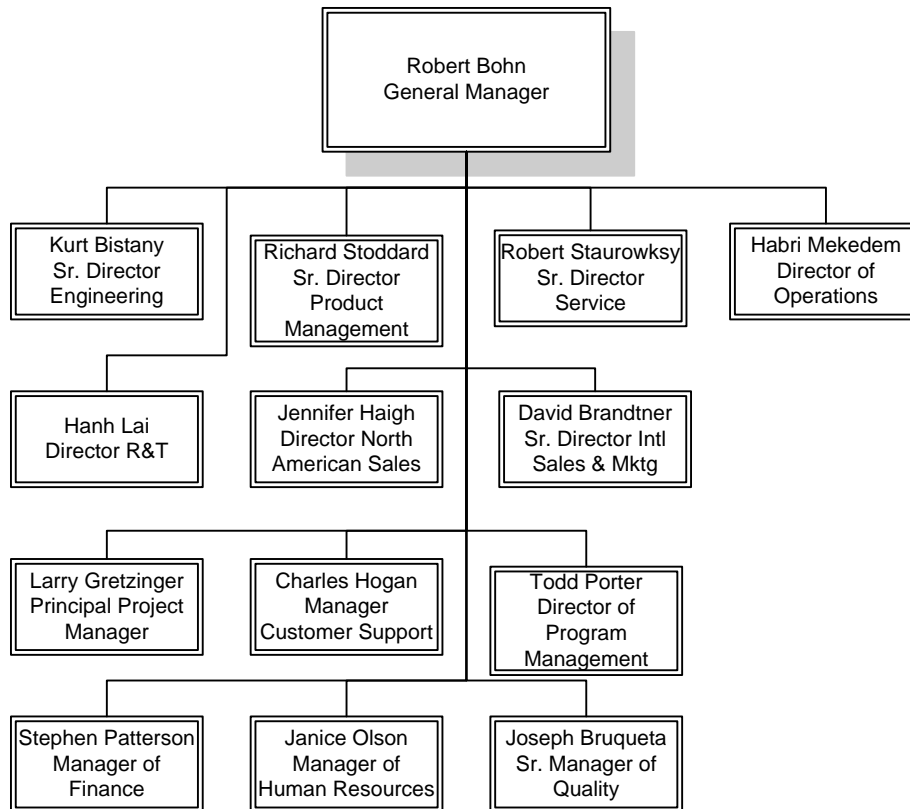 Robert Bohn
General Manager
Kurt Bistany
Sr. Director
Engineering
Richard Stoddard
Sr. Director
Product
Management
Robert Staurowksy
Sr. Director
Service
Habri Mekedem
Director of
Operations
Hanh Lai
Director R&T
Jennifer Haigh
Director North
American Sales
David Brandtner
Sr. Director Intl
Sales & Mktg
Larry Gretzinger
Principal Project
Manager
Charles Hogan
Manager
Customer Support
Todd Porter
Director of
Program
Management
Stephen Patterson
Manager of
Finance
Janice Olson
Manager of
Human Resources
Joseph Bruqueta
Sr. Manager of
Quality